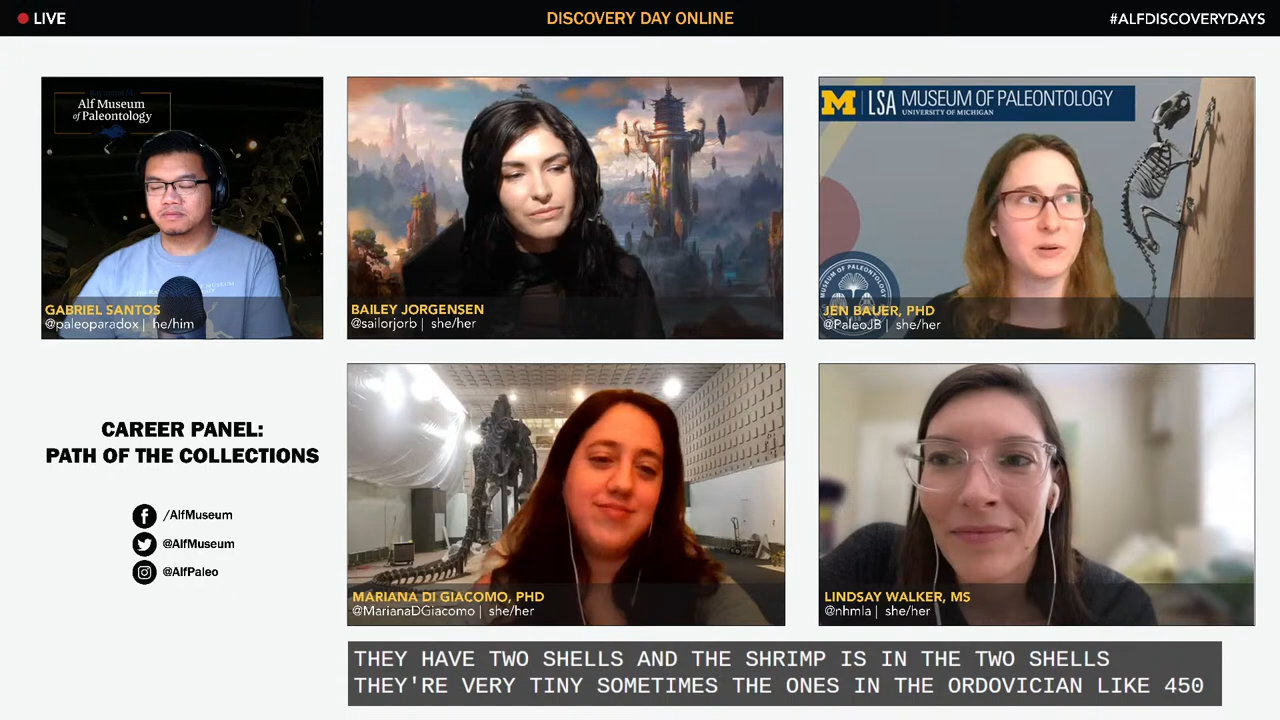 LIVE
DISCOVERY DAY ONLINE
#ALFDISCOVERYDAYS
Alf Museum
of Paleontology
M LSA MUSEUM OF PALEONTOLOGY
UNIVERSITY OF MICHIGAN
MUSEUM OF PALEONTOLOGY
GABRIEL SANTOS
@paleoparadox | he/him
BAILEY JORGENSEN
@sailorjorb | she/her
JEN BAUER, PHD
@PaleoJB | she/her
CAREER PANEL:
PATH OF THE COLLECTIONS
/AlfMuseum
@AlfMuseum
@AlfPaleo
MARIANA DI GIACOMO, PHD
@MarianaDGiacomo | she/her
LINDSAY WALKER, MS
@nhmla | she/her
THEY HAVE TWO SHELLS AND THE SHRIMP IS IN THE TWO SHELLS
THEY'RE VERY TINY SOMETIMES THE ONES IN THE ORDOVICIAN LIKE 450